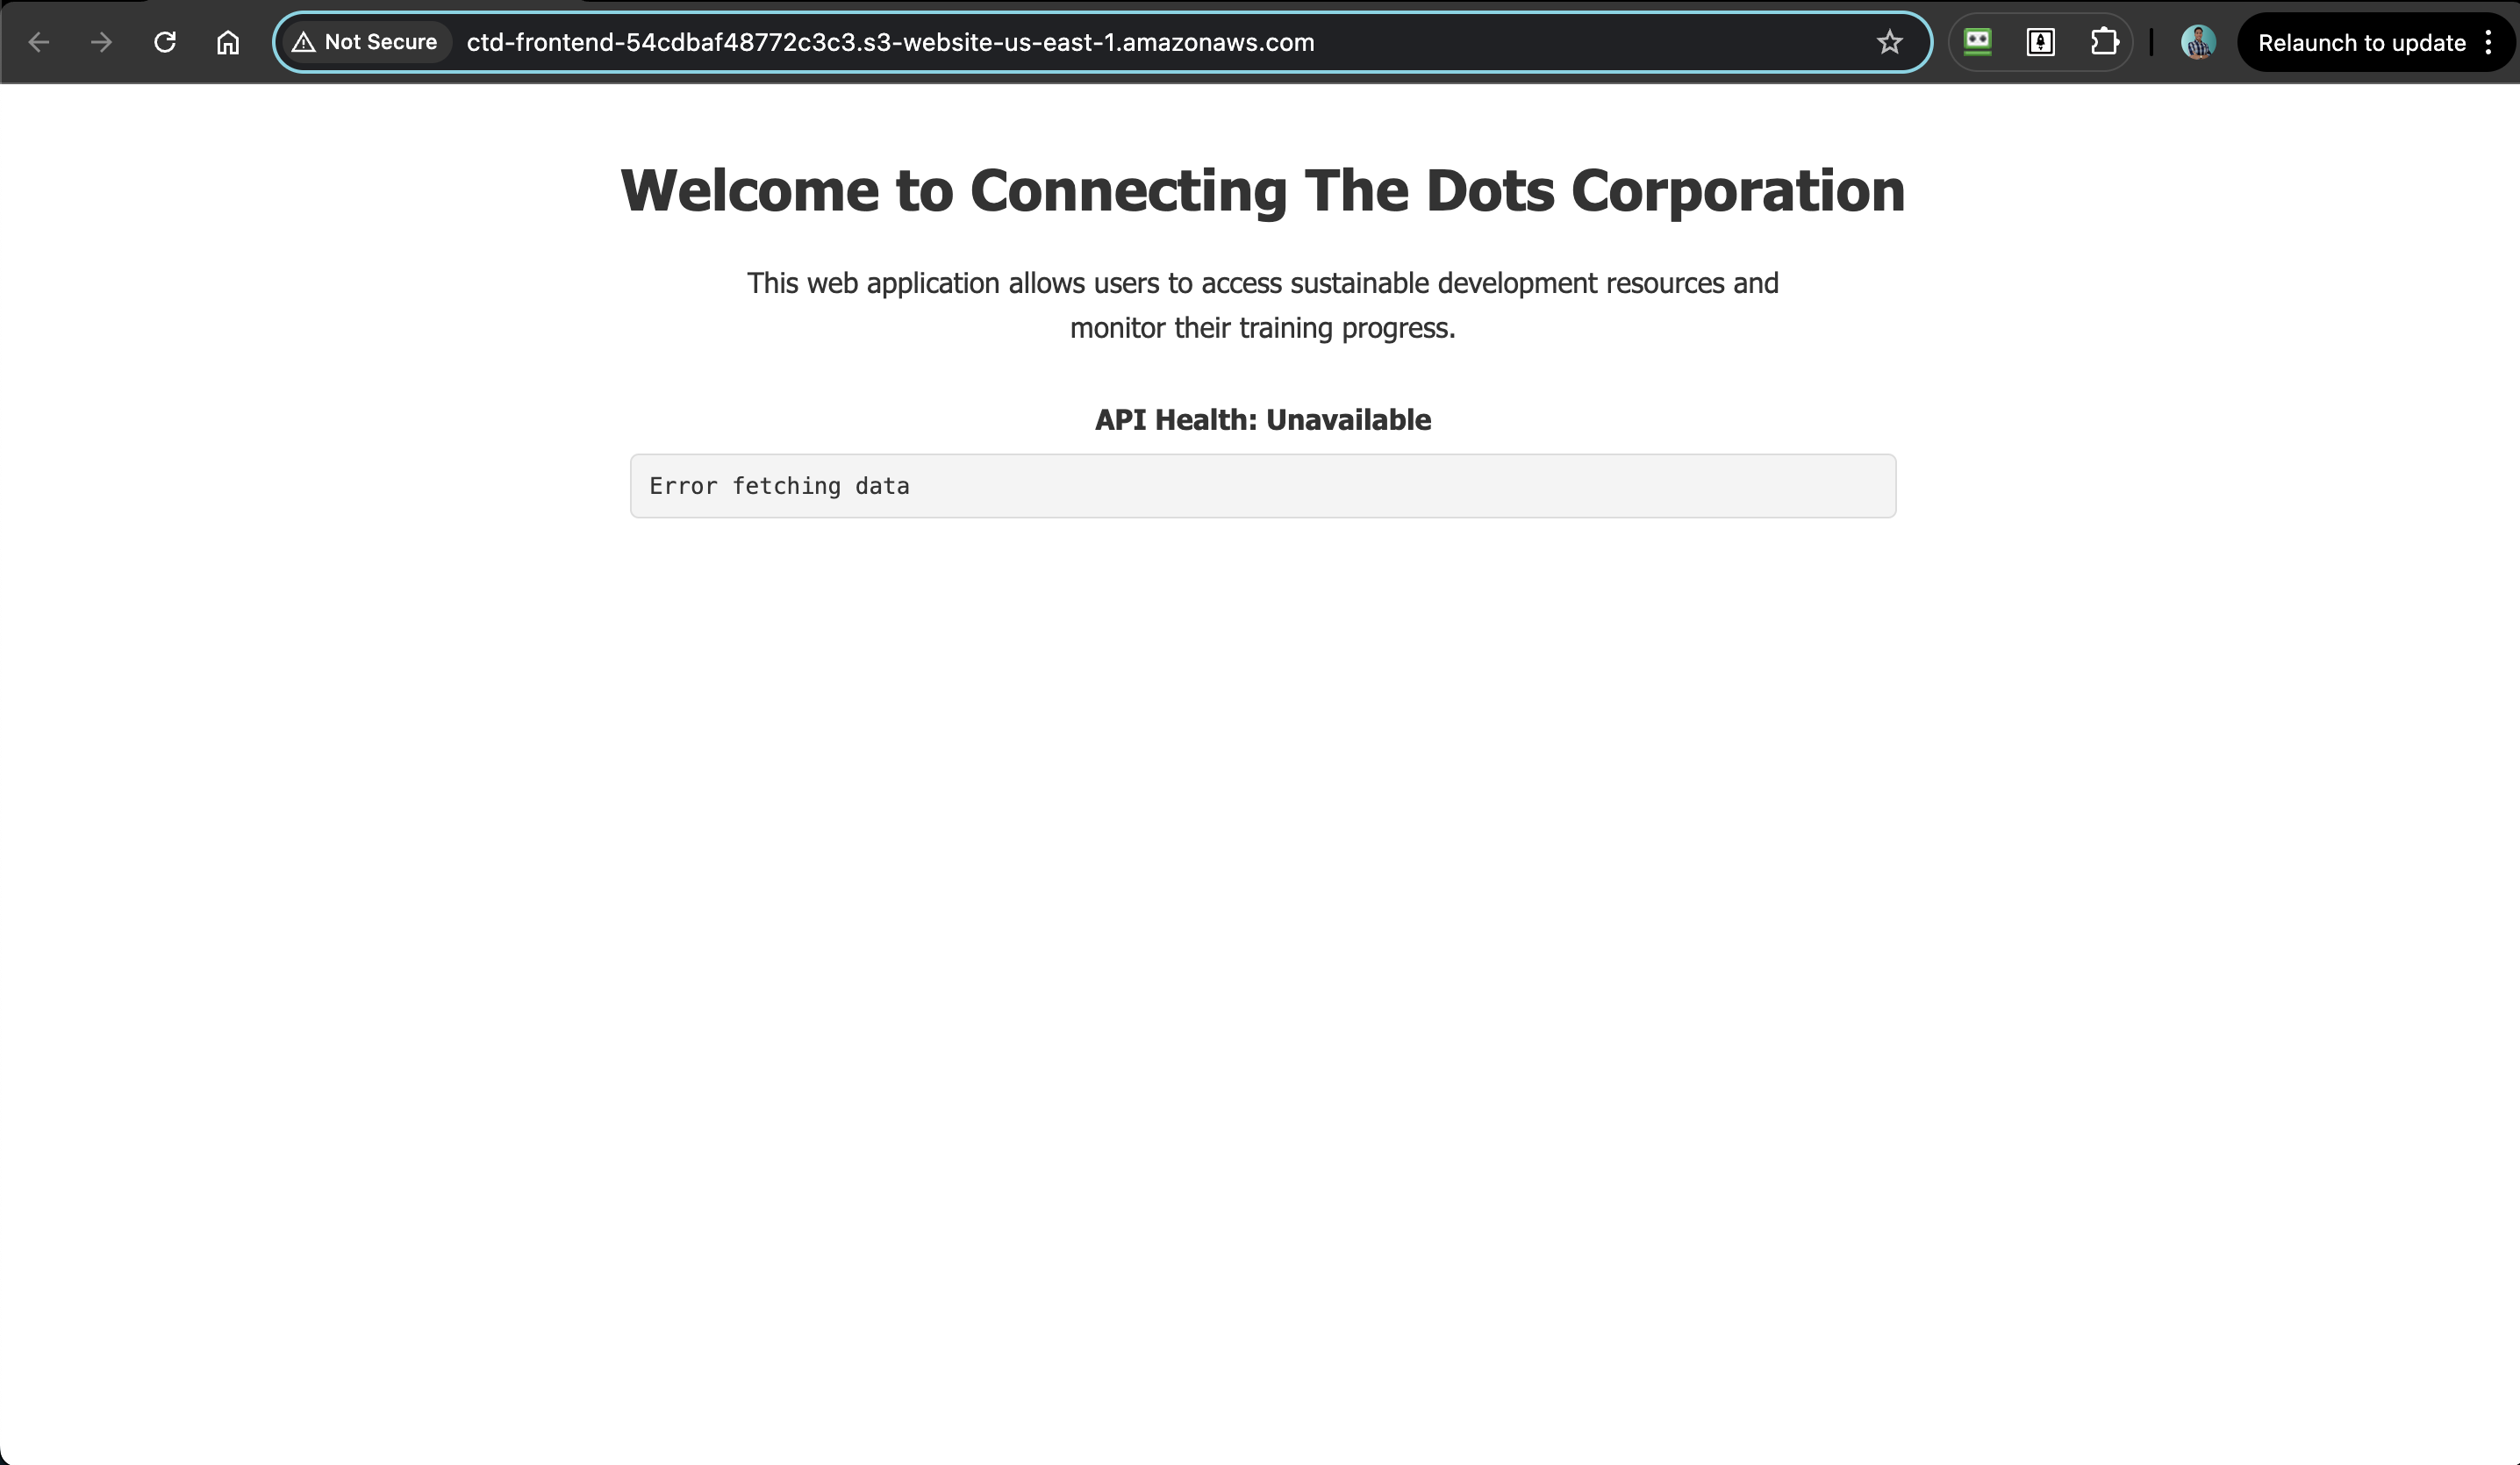 Not Secure
ctd-frontend-54cdbaf48772c3c3.s3-website-us-east-1.amazonaws.com
Relaunch to update
Welcome to Connecting The Dots Corporation
This web application allows users to access sustainable development resources and
monitor their training progress.
API Health: Unavailable
Error fetching data